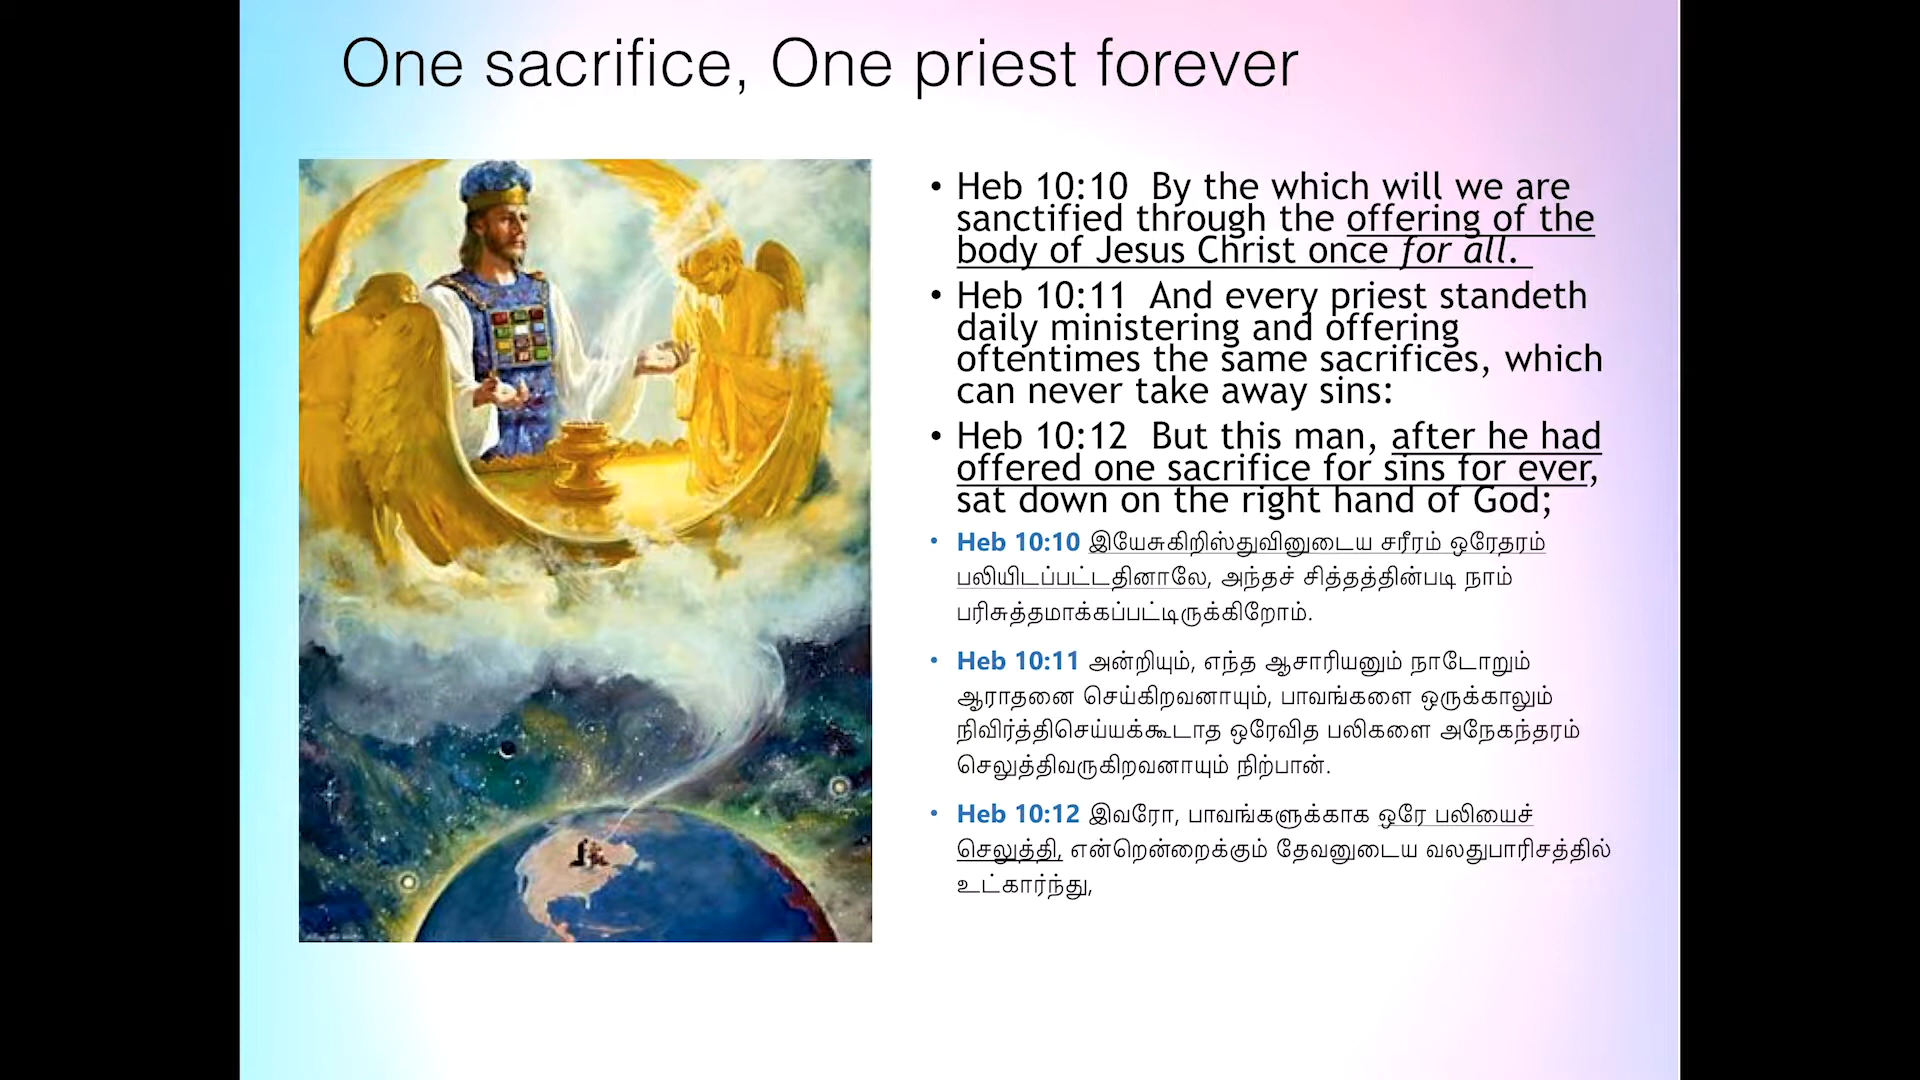 One sacrifice, One priest forever
• Heb 10:10 By the which will we are
sanctified through the offering of the
body of Jesus Christ once for all.
• Heb 10:11 And every priest standeth
daily ministering and offering
oftentimes the same sacrifices, which
can never take away sins:
• Heb 10:12 But this man, after he had
offered one sacrifice for sins for ever,
sat down on the right hand of God;
• Heb 10:10 இயேசுகிறிஸ்துவினுடைய சரீரம் ஒரேதரம்
பலியிடப்பட்டதினாலே, அந்தச் சித்தத்தின்படி நாம்
பரிசுத்தமாக்கப்பட்டிருக்கிறோம்.
• Heb 10:11 அன்றியும், எந்த ஆசாரியனும் நாடோறும்
ஆராதனை செய்கிறவனாயும், பாவங்களை ஒருக்காலும்
நிவிர்த்திசெய்யக்கூடாத ஒரேவித பலிகளை அநேகந்தரம்
செலுத்திவருகிறவனாயும் நிற்பான்.
• Heb 10:12 இவரோ, பாவங்களுக்காக ஒரே பலியைச்
செலுத்தி, என்றென்றைக்கும் தேவனுடைய வலதுபாரிசத்தில்
உட்கார்ந்து,